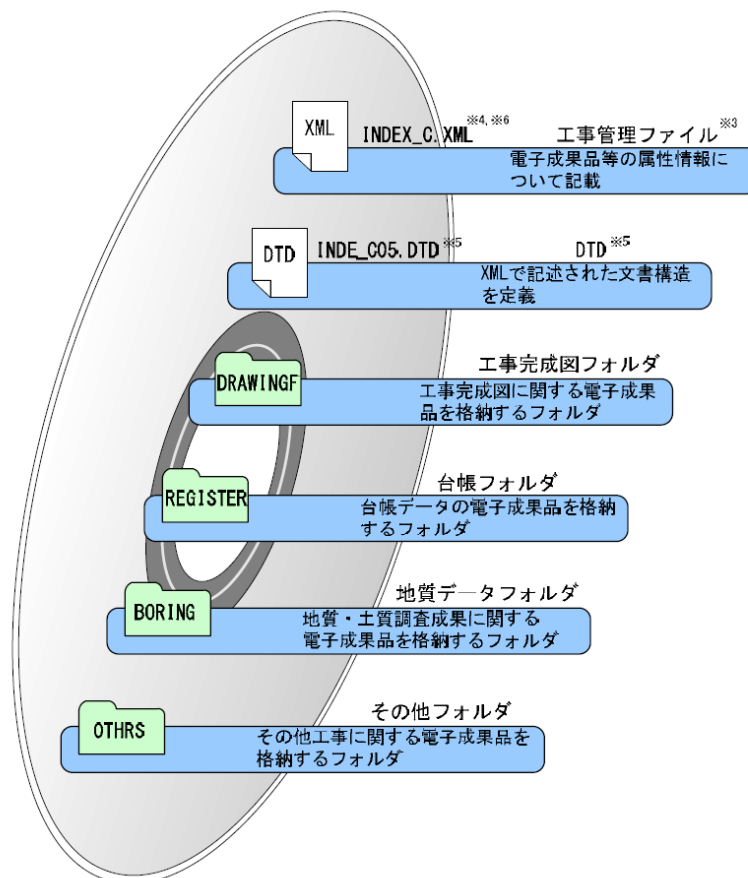 XML INDEX_C.XML※4,※6 工事管理ファイル※3
電子成果品等の属性情報に
ついて記載
DTD INDE_C05.DTD※5 DTD※5
XMLで記述された文書構造
を定義
工事完成図フォルダ
DRAWINGF
工事完成図に関する電子成果
品を格納するフォルダ
台帳フォルダ
REGISTER
台帳データの電子成果品を格納
するフォルダ
地質データフォルダ
BORING
地質・土質調査成果に関する
電子成果品を格納するフォルダ
その他フォルダ
OTHRS
その他工事に関する電子成果品を
格納するフォルダ